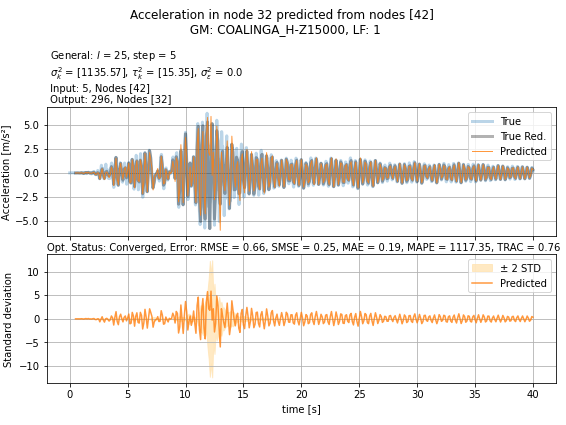 Acceleration in node 32 predicted from nodes [42]
GM: COALINGA_H-Z15000, LF: 1
General: l = 25, step = 5
σ²ₖ = [1135.57], τ²ₖ = [15.35], σ²ε = 0.0
Input: 5, Nodes [42]
Output: 296, Nodes [32]
Acceleration [m/s²]
5.0
2.5
0.0
−2.5
−5.0
True
True Red.
Predicted
Opt. Status: Converged, Error: RMSE = 0.66, SMSE = 0.25, MAE = 0.19, MAPE = 1117.35, TRAC = 0.76
Standard deviation
10
5
0
−5
−10
± 2 STD
Predicted
0 5 10 15 20 25 30 35 40
time [s]